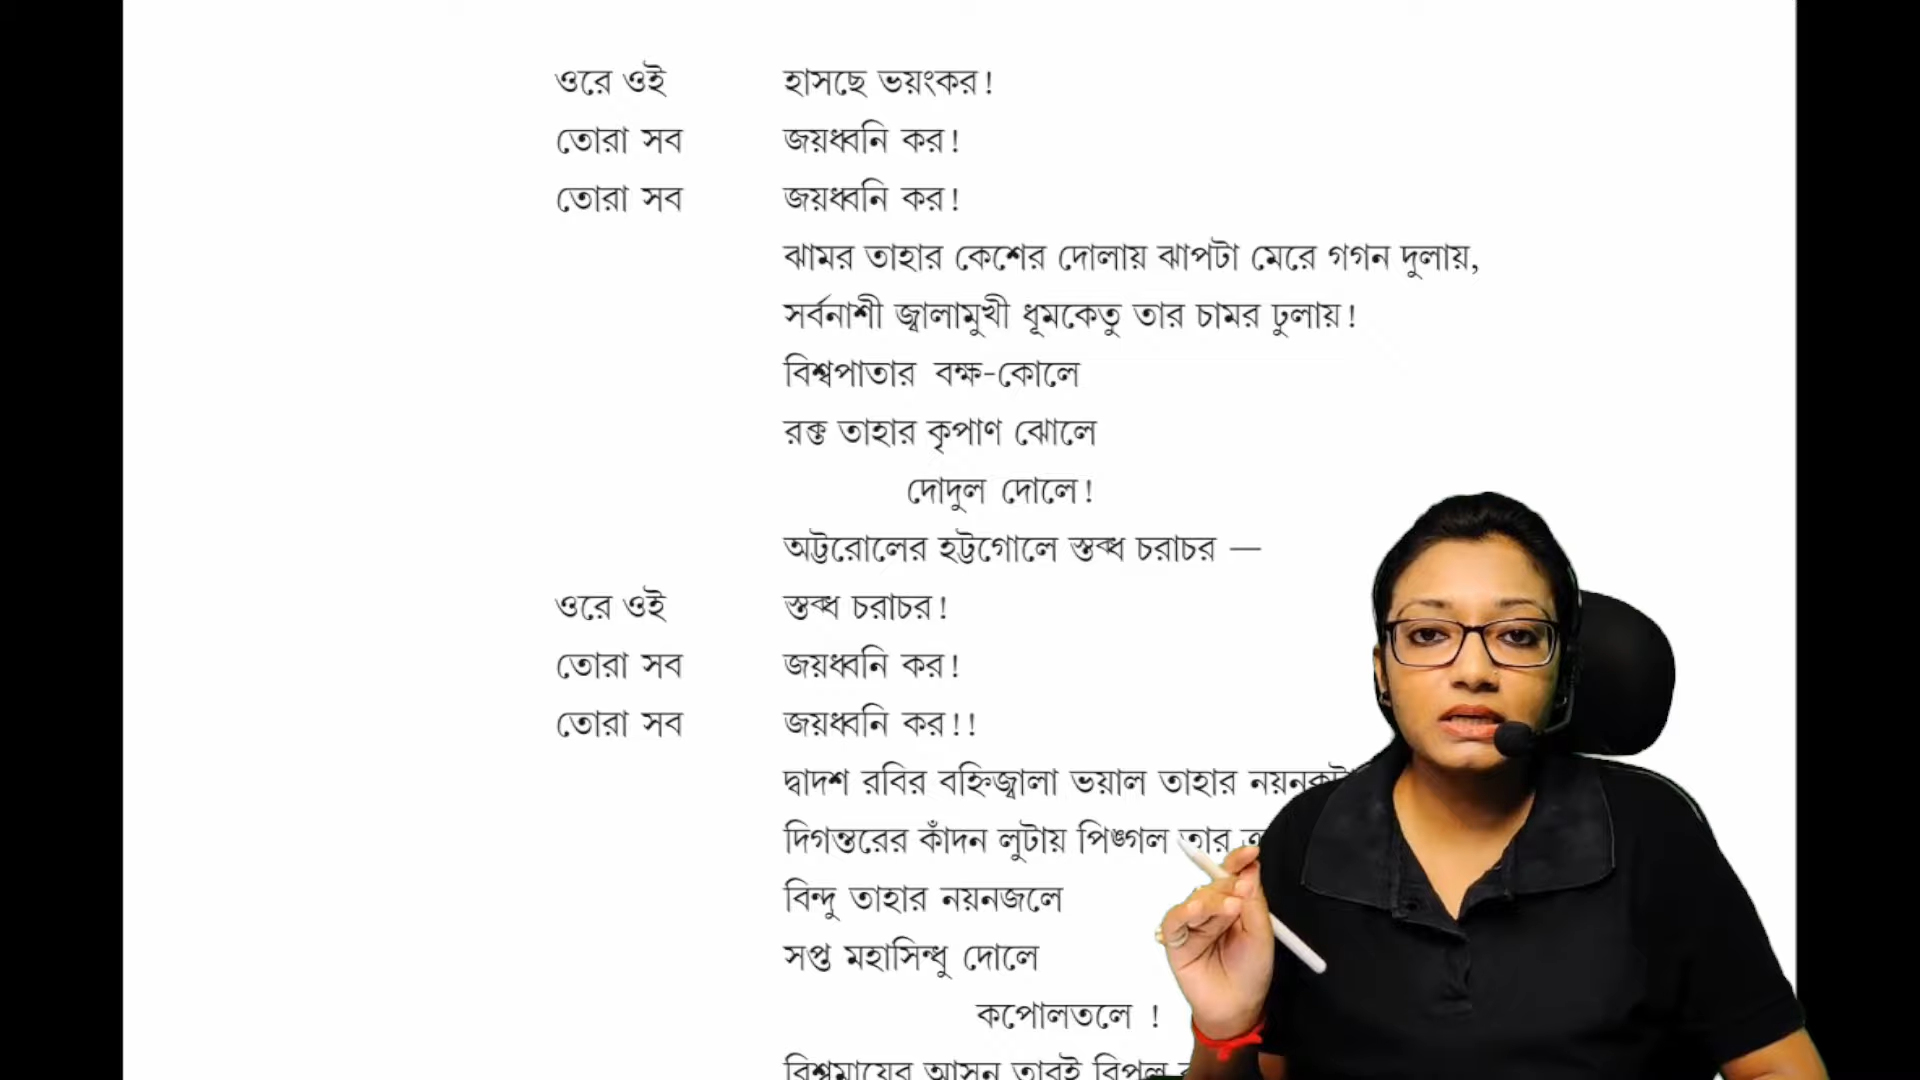 ওরে ওই হাসছে ভয়ংকর!
তোরা সব জয়ধ্বনি কর!
তোরা সব জয়ধ্বনি কর!
ঝামর তাহার কেশের দোলায় ঝাপটা মেরে গগন দুলায়,
সর্বনাশী জ্বালামুখী ধূমকেতু তার চামর ঢুলায়!
বিশ্বপাতার বক্ষ-কোলে
রক্ত তাহার কৃপাণ ঝোলে
দোদুল দোলে!
অট্টরোলের হট্টগোলে স্তব্ধ চরাচর —
ওরে ওই স্তব্ধ চরাচর!
তোরা সব জয়ধ্বনি কর!
তোরা সব জয়ধ্বনি কর!!
দ্বাদশ রবির বহ্নিজ্বালা ভয়াল তাহার
দিগন্তরের কাঁদন লুটায় পিঙ্গল তার
বিন্দু তাহার নয়নজলে
সপ্ত মহাসিন্ধু দোলে
কপোলতলে !
বিশ্বমায়ের আসন তারই বিপুল